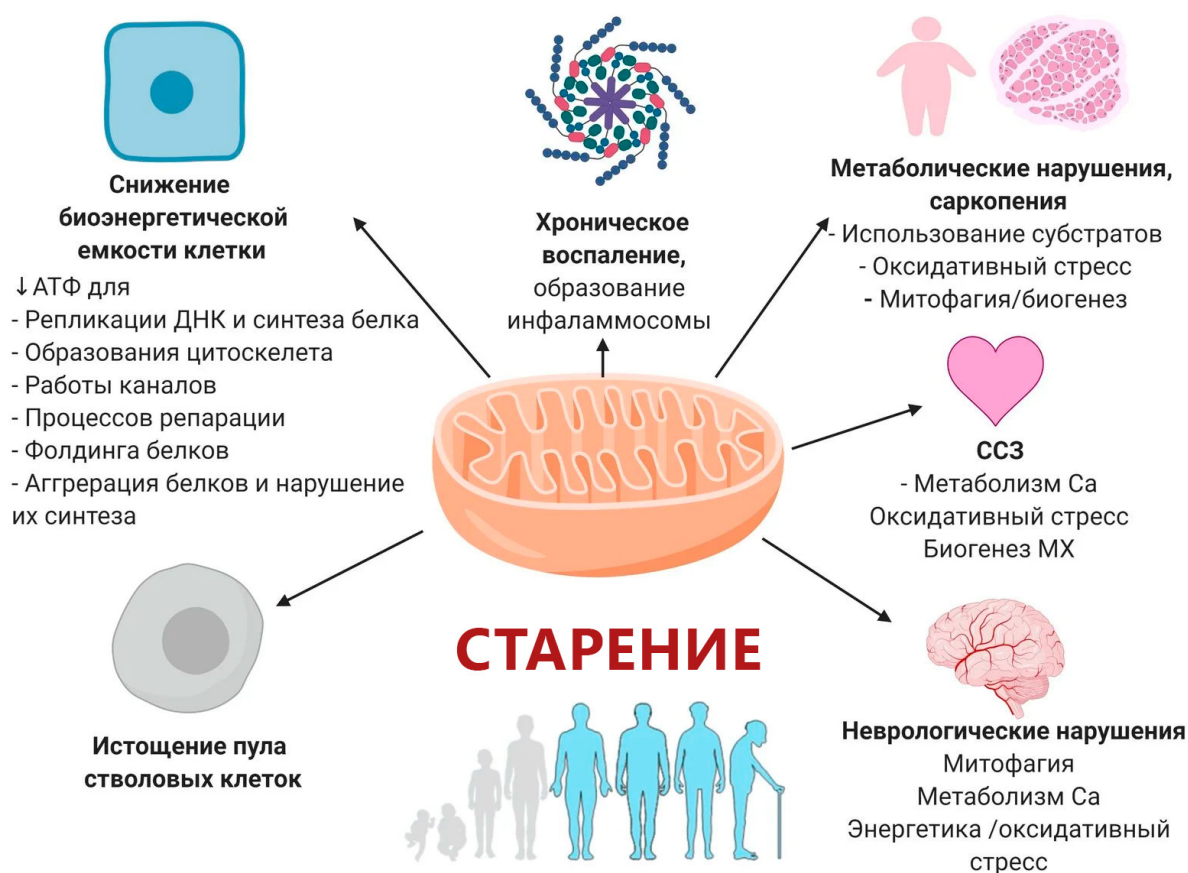 Снижение
биоэнергетической
емкости клетки
↓АТФ для
- Репликации ДНК и синтеза белка
- Образования цитоскелета
- Работы каналов
- Процессов репарации
- Фолдинга белков
- Аггрерация белков и нарушение
их синтеза
Хроническое
воспаление,
образование
инфаламмосомы
Метаболические нарушения,
саркопения
- Использование субстратов
- Оксидативный стресс
- Митофагия/биогенез
ССЗ
- Метаболизм Са
Оксидативный стресс
Биогенез МХ
Истощение пула
стволовых клеток
СТАРЕНИЕ
Неврологические нарушения
Митофагия
Метаболизм Са
Энергетика /оксидативный
стресс